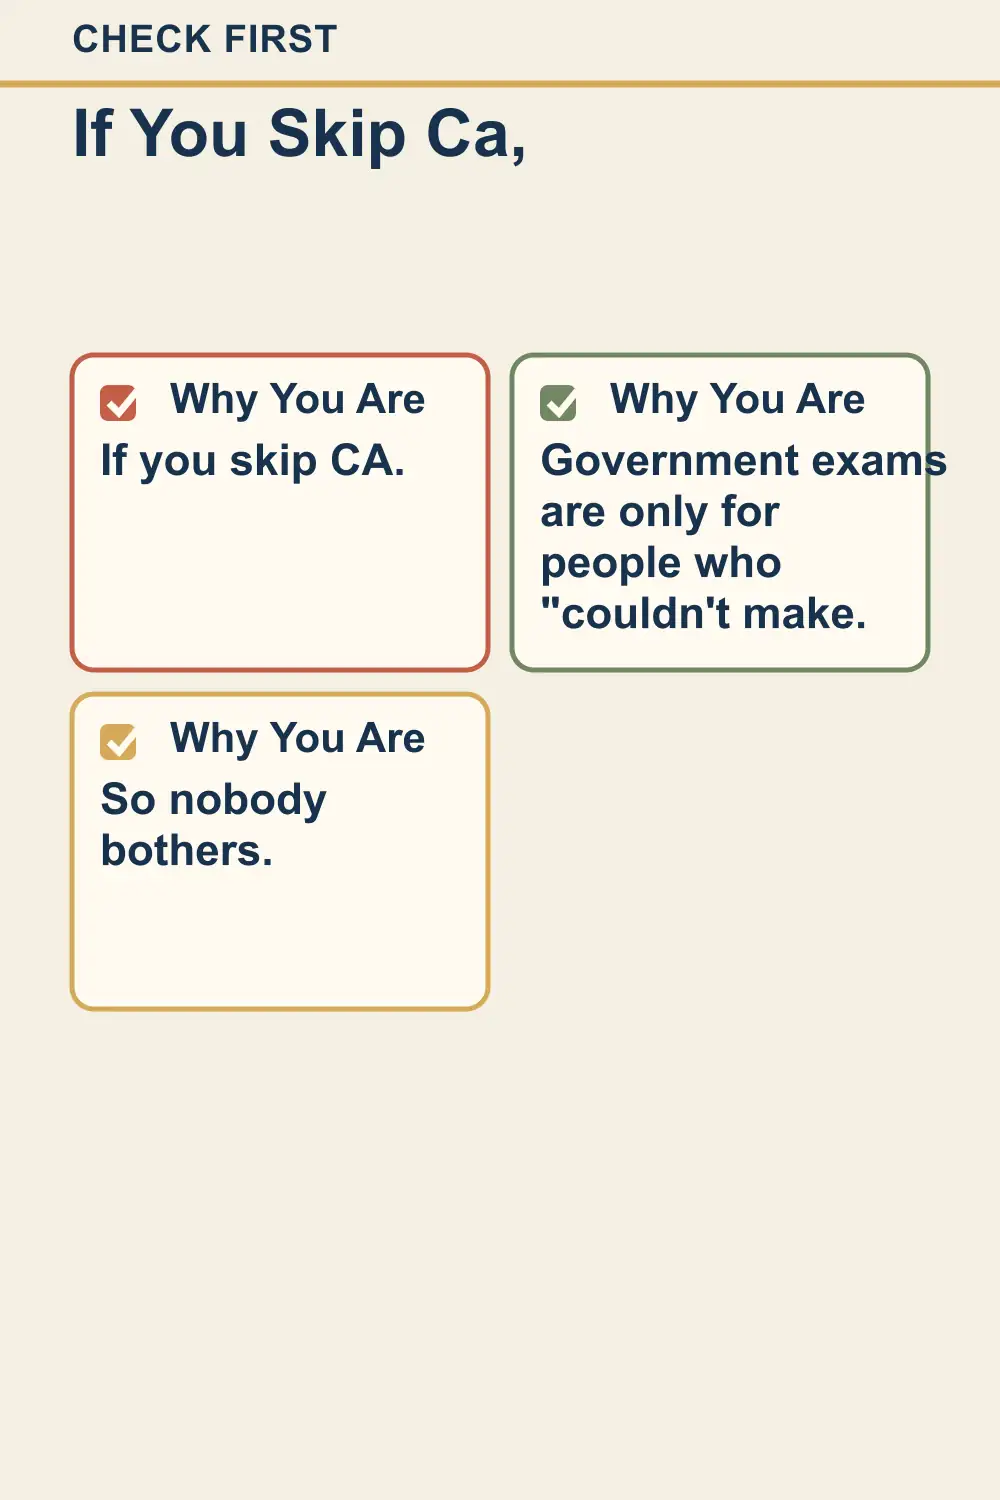 CHECK FIRST
If You Skip Ca,
Why You Are
If you skip CA.
Why You Are
Government exams
are only for
people who
"couldn't make.
Why You Are
So nobody
bothers.